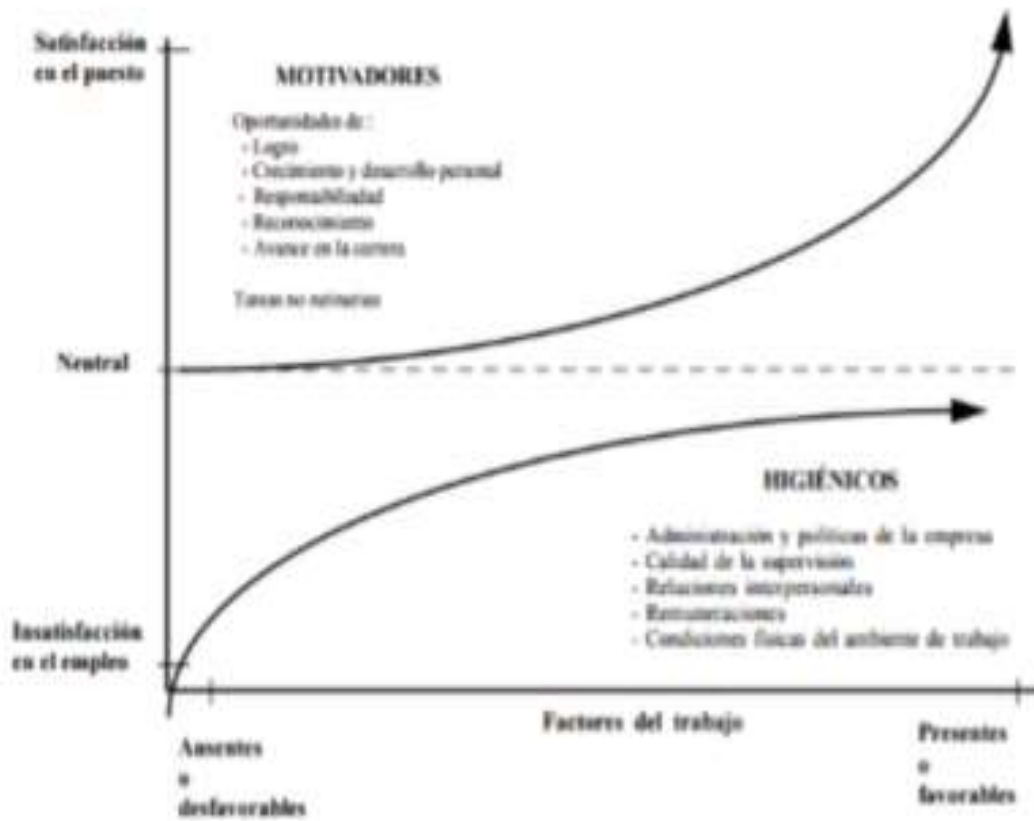 Satisfacción
en el puesto
MOTIVADORES
Oportunidades de :
- Logro
- Crecimiento y desarrollo personal
- Responsabilidad
- Reconocimiento
- Avance en la carrera
Tareas no rutinarias
Neutral
HIGIÉNICOS
- Administración y políticas de la empresa
- Calidad de la supervisión
- Relaciones interpersonales
- Remuneraciones
- Condiciones físicas del ambiente de trabajo
Insatisfacción
en el empleo
Factores del trabajo
Ausentes
o
desfavorables
Presentes
o
favorables